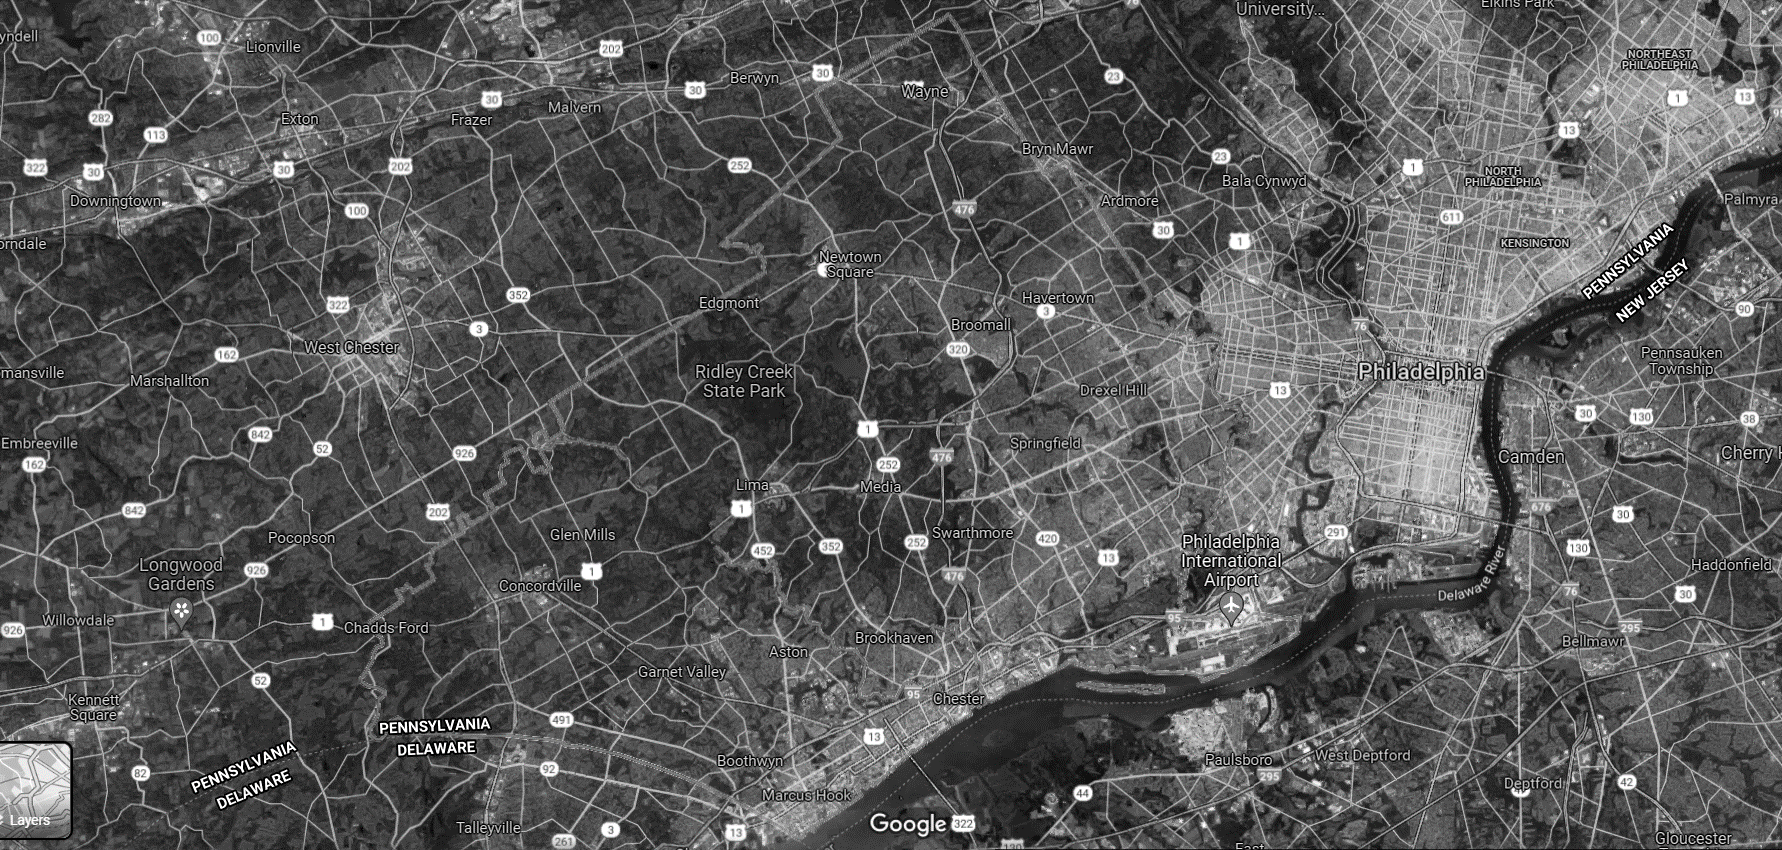 University...
Elkins Park
76
yndell
100
Lionville
202
NORTHEAST
PHILADELPHIA
Berwyn
30
23
30
Wayne
1
13
30
Malvern
282
113
Exton
Frazer
13
322
30
30
202
252
Bryn Mawr
23
1
NORTH
PHILADELPHIA
Bala Cynwyd
Downingtown
100
476
Ardmore
Palmyra
611
30
1
orndale
KENSINGTON
PENNSYLVANIA
NEW JERSEY
Newtown
Square
352
322
Edgmont
Havertown
3
90
3
Broomall
76
West Chester
162
320
Pennsauken
Township
mansville
Marshallton
Ridley Creek
State Park
Philadelphia
Drexel Hill
13
30
130
38
1
842
52
926
Embreeville
162
Springfield
476
252
Camden
Cherry H
Lima
Media
842
202
1
676
30
Pocopson
Glen Mills
Swarthmore
420
291
Philadelphia
International
Airport
452
352
252
13
130
Longwood
Gardens
926
1
Concordville
476
Haddonfield
Delaware River
76
30
Willowdale
926
1
Chadds Ford
Brookhaven
95
295
Bellmawr
Aston
Garnet Valley
52
95
Chester
Kennett
Square
491
PENNSYLVANIA
DELAWARE
13
PENNSYLVANIA
DELAWARE
82
92
Boothwyn
Paulsboro
West Deptford
295
Deptford
42
44
Marcus Hook
Layers
Talleyville
261
3
13
Google
322
Gloucester